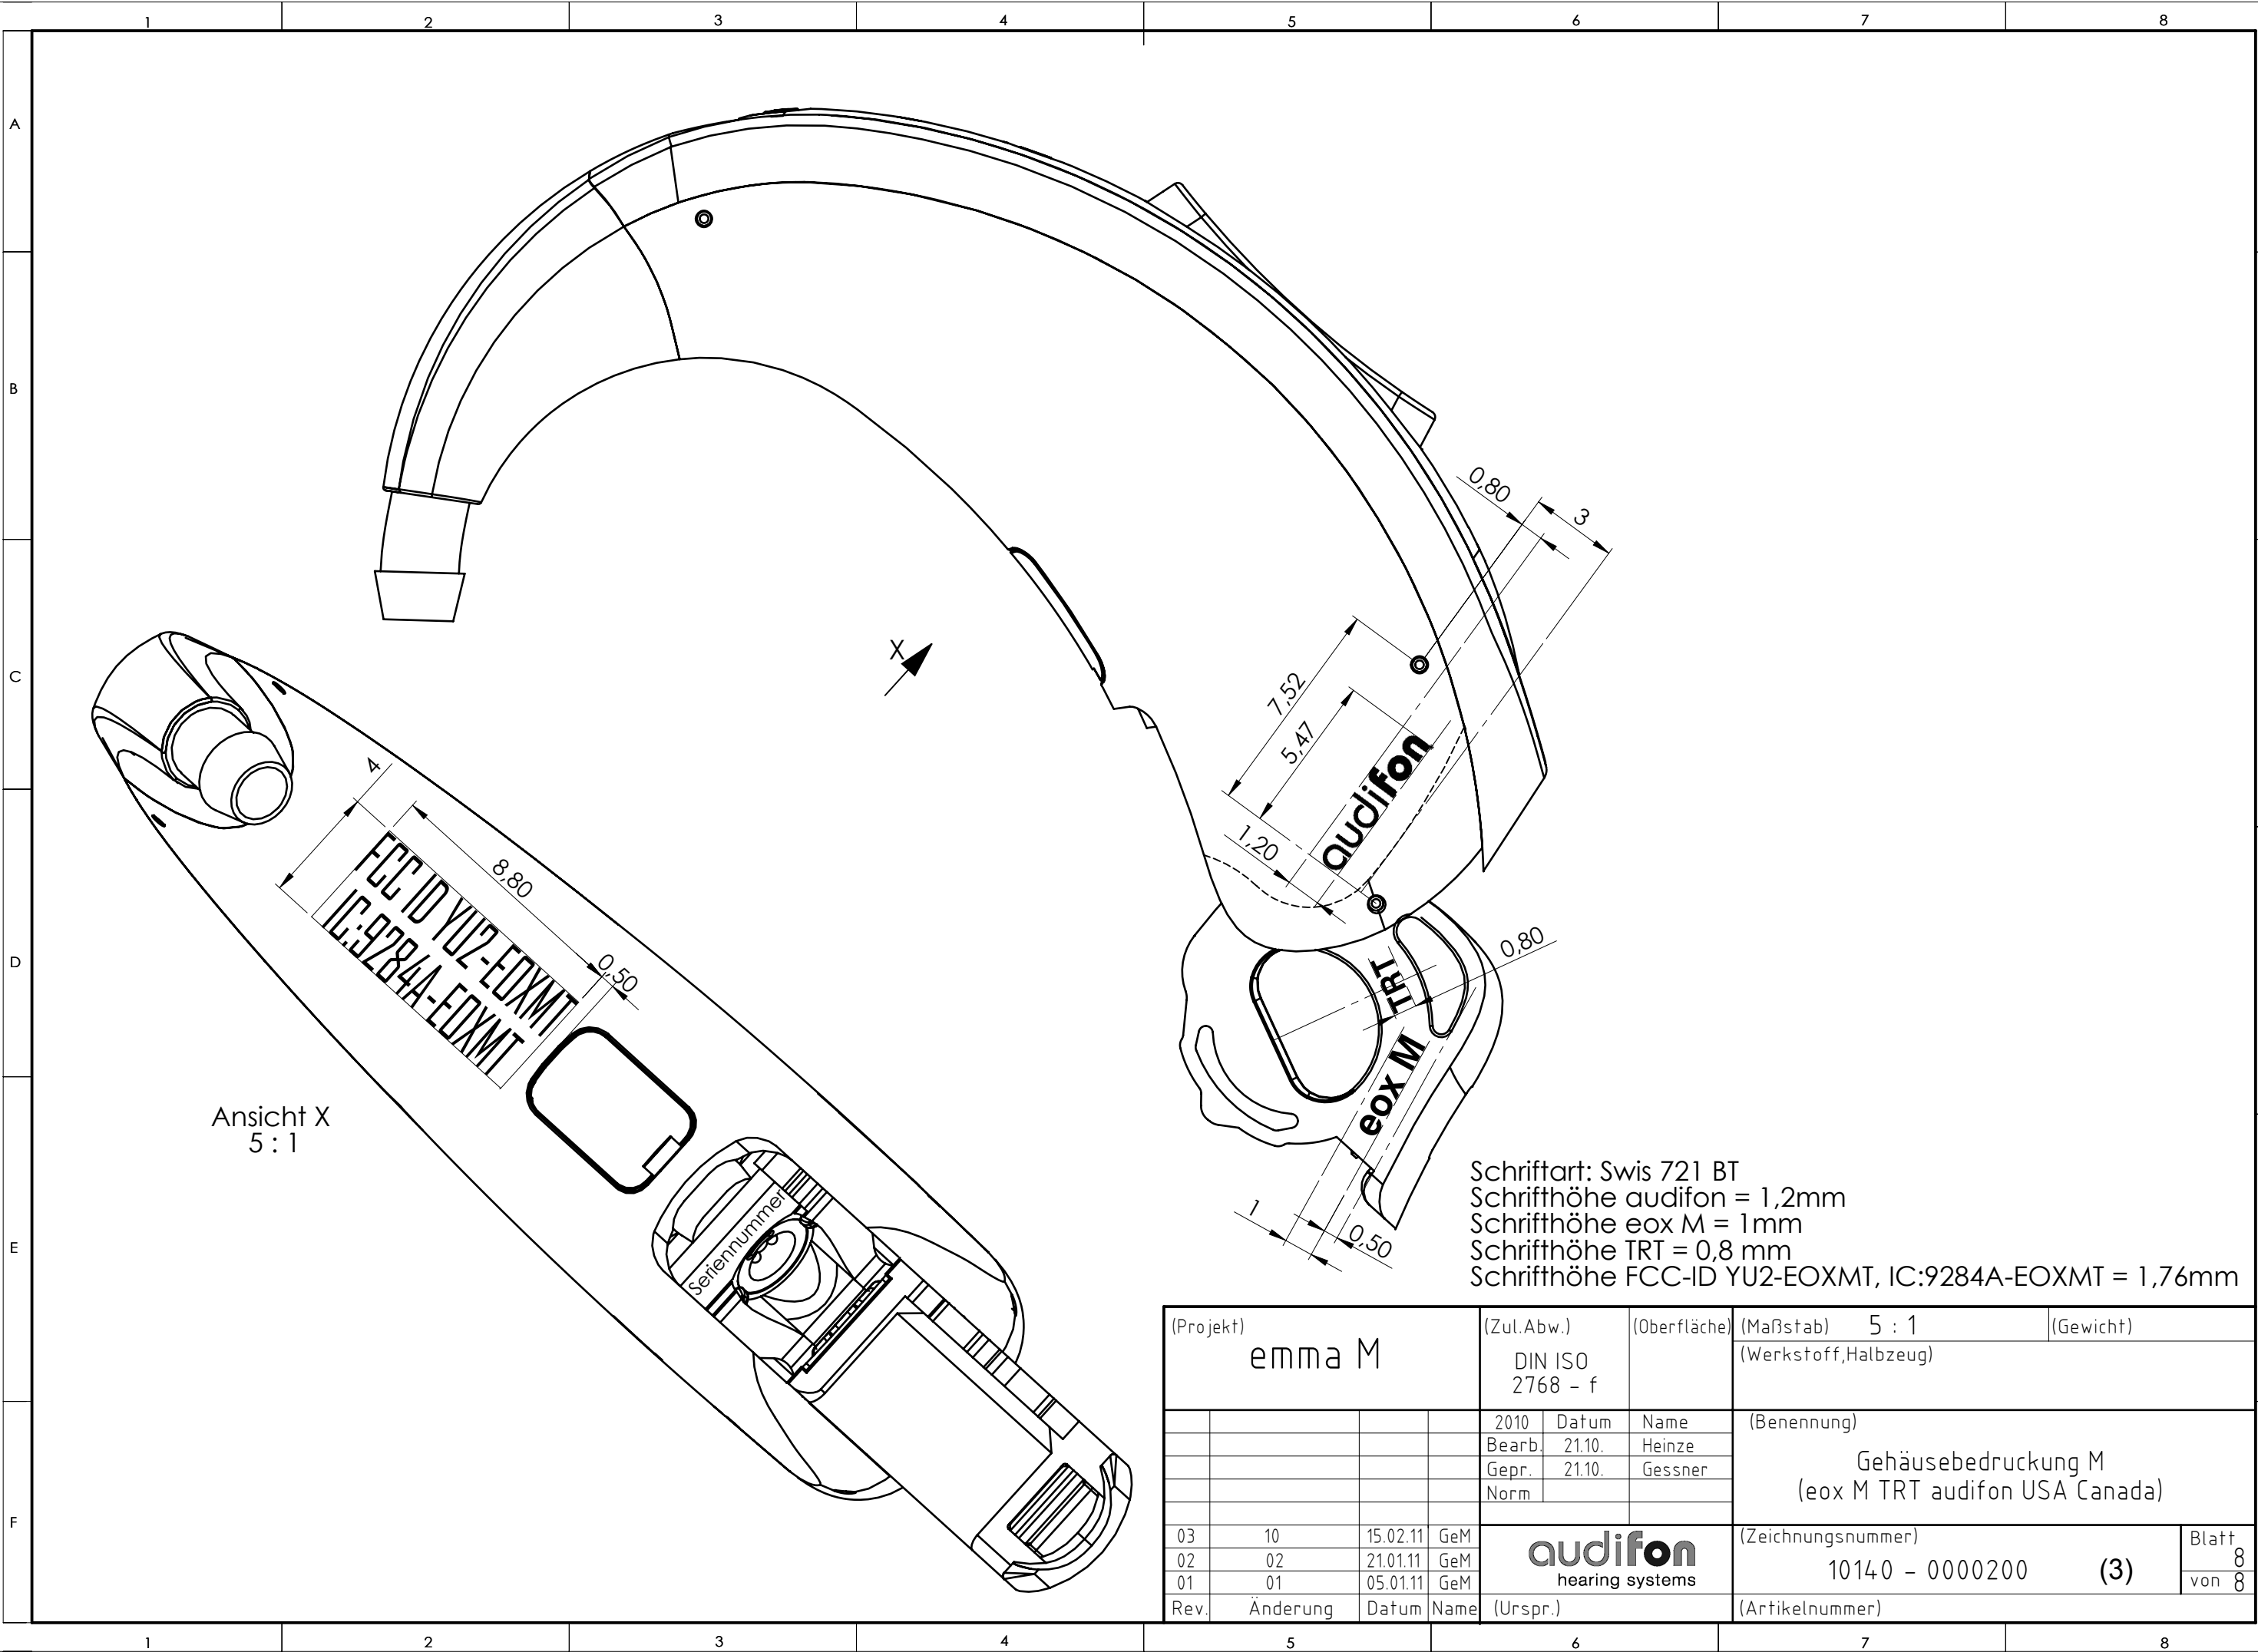 1 2 3 4 5 6 7 8
A
B
C
D
E
F
0,80
3
X
7,52
5,47
1,20
audifon
4
8,80
0,50
FCC ID YU2-EOXMT
IC:9284A-EOXMT
TRT
0,80
eox M
1
0,50
Ansicht X
5 : 1
Seriennummer
Schriftart: Swis 721 BT
Schrifthöhe audifon = 1,2mm
Schrifthöhe eox M = 1mm
Schrifthöhe TRT = 0,8 mm
Schrifthöhe FCC-ID YU2-EOXMT, IC:9284A-EOXMT = 1,76mm
(Projekt)
emma M
(Zul.Abw.)
DIN ISO
2768 - f
(Oberfläche)
(Maßstab) 5 : 1
(Gewicht)
(Werkstoff,Halbzeug)
2010 Datum Name
Bearb. 21.10. Heinze
Gepr. 21.10. Gessner
Norm
(Benennung)
Gehäusebedruckung M
(eox M TRT audifon USA Canada)
03 10 15.02.11 GeM
02 02 21.01.11 GeM
01 01 05.01.11 GeM
Rev. Änderung Datum Name
audifon
hearing systems
(Urspr.)
(Zeichnungsnummer)
10140 - 0000200 (3)
Blatt
8
von 8
(Artikelnummer)
1 2 3 4 5 6 7 8